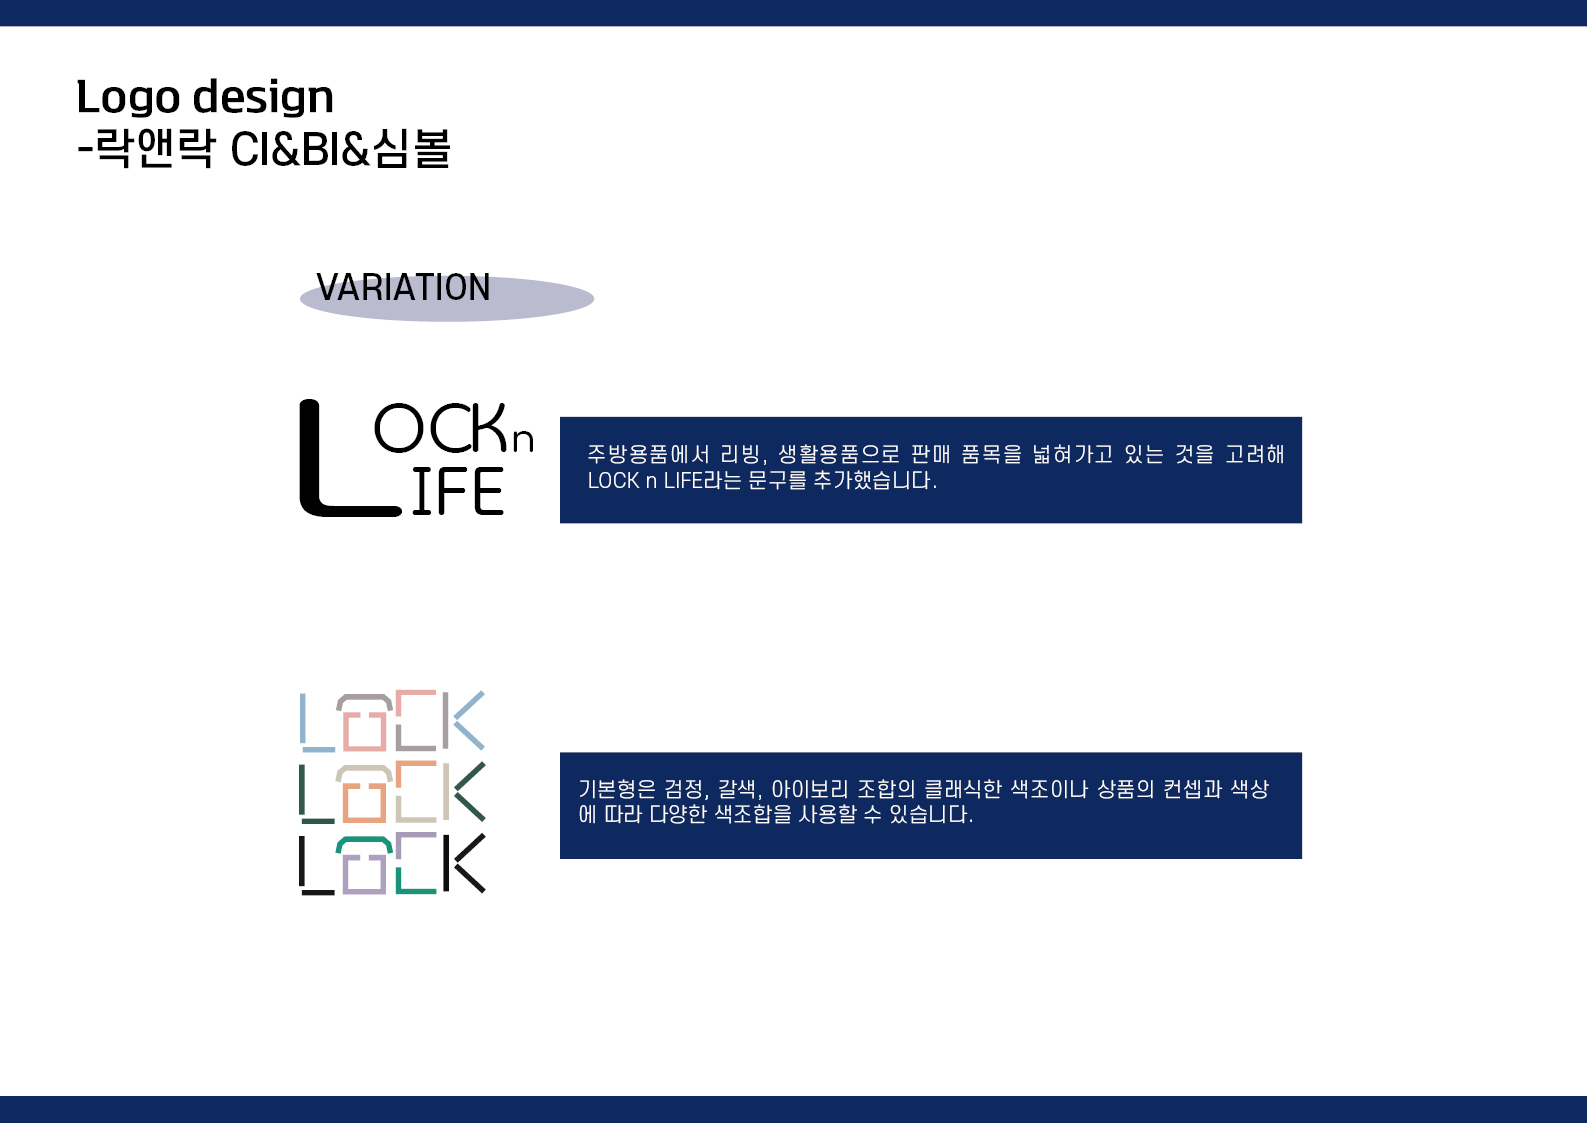 Logo design
-락앤락 CI&BI&심볼
VARIATION
LOCK n
LIFE
주방용품에서 리빙, 생활용품으로 판매 품목을 넓혀가고 있는 것을 고려해
LOCK n LIFE라는 문구를 추가했습니다.
LOCK
LOCK
LOCK
기본형은 검정, 갈색, 아이보리 조합의 클래식한 색조이나 상품의 컨셉과 색상
에 따라 다양한 색조합을 사용할 수 있습니다.